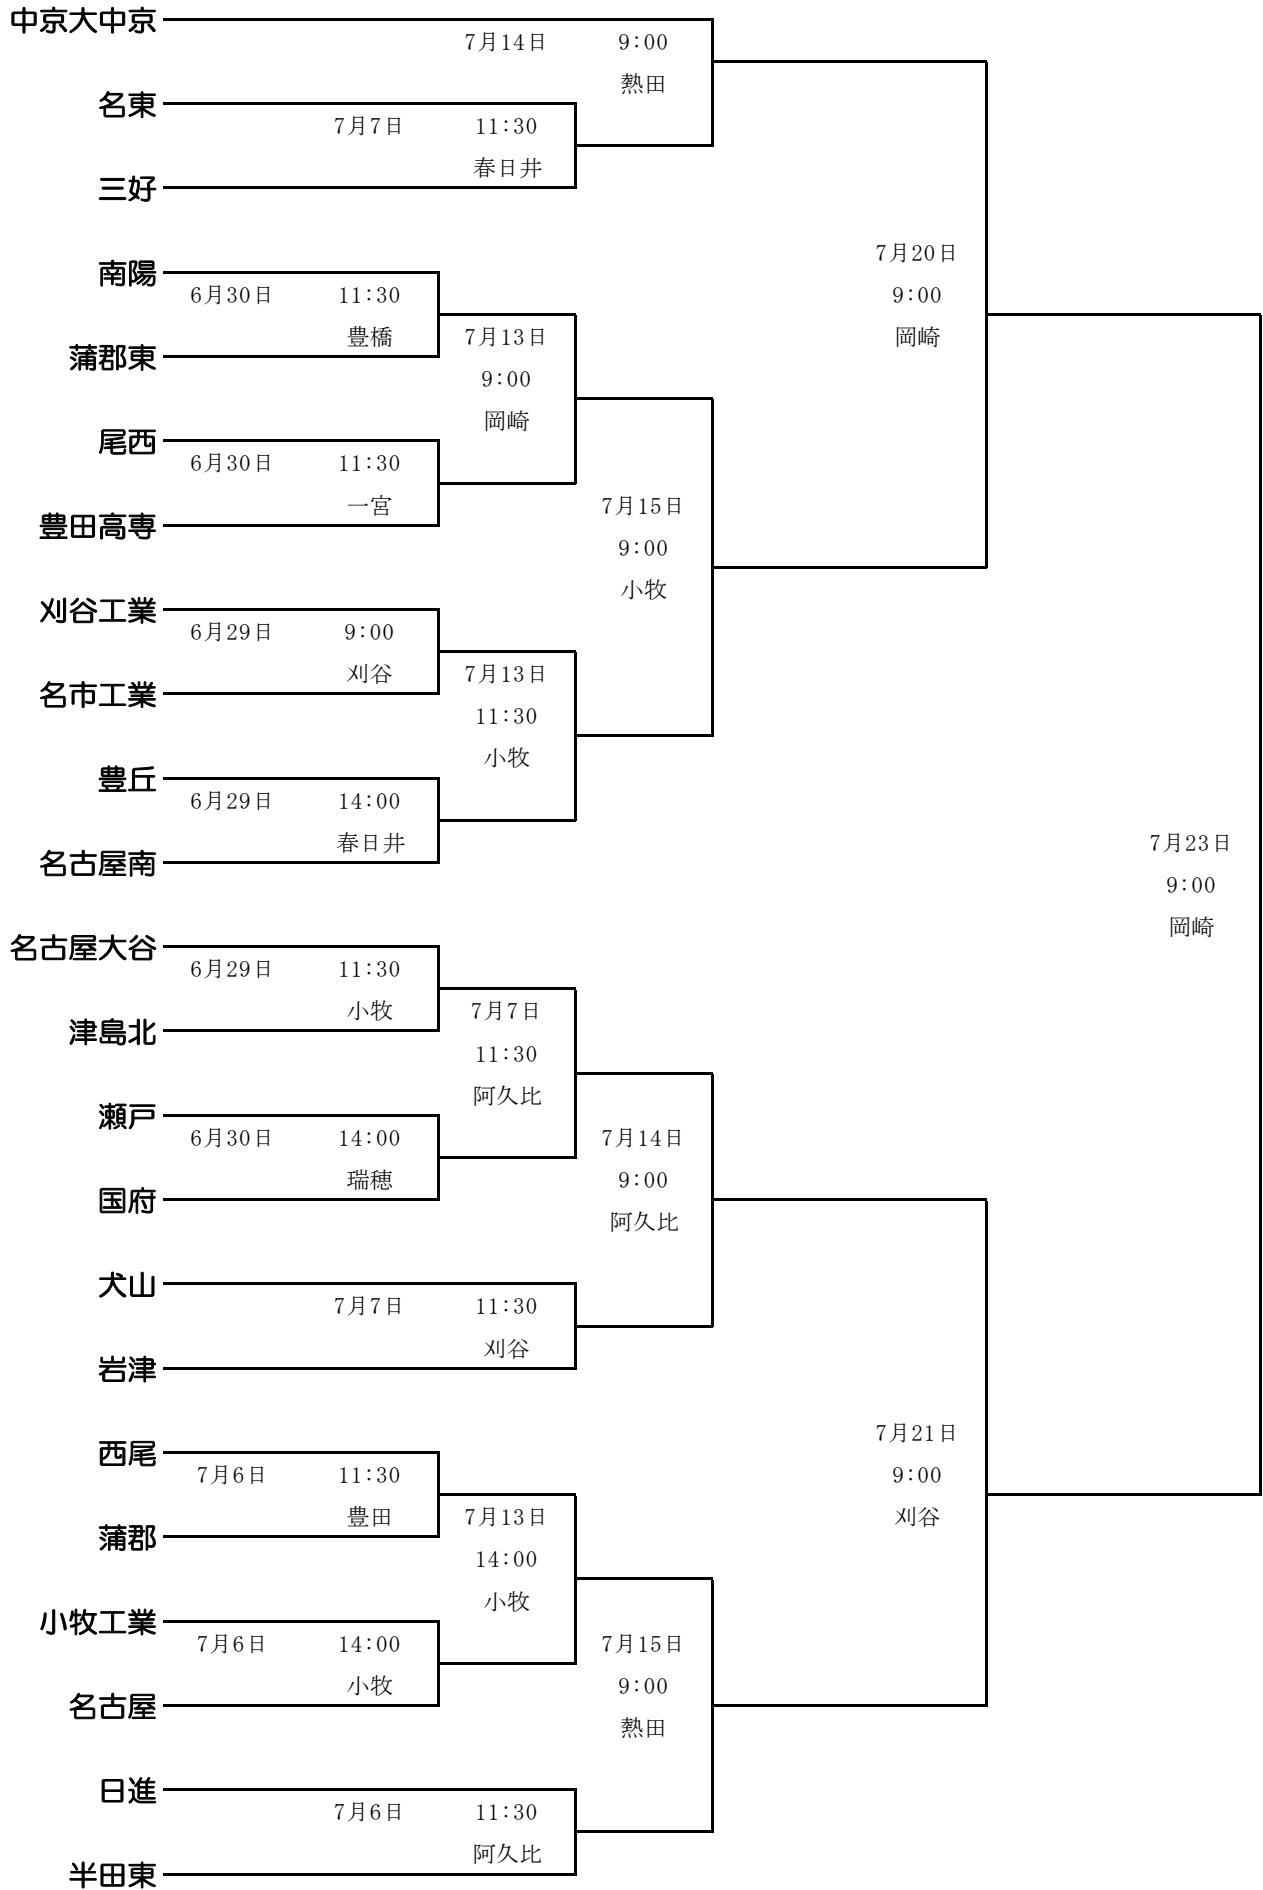 中京大中京
7月14日 9:00
熱田
名東
7月7日 11:30
春日井
三好
7月20日
南陽
6月30日 11:30 9:00
豊橋 7月13日 岡崎
蒲郡東
9:00
岡崎
尾西
6月30日 11:30
一宮 7月15日
豊田高専
9:00
小牧
刈谷工業
6月29日 9:00
刈谷 7月13日
名市工業
11:30
小牧
豊丘
6月29日 14:00
春日井 7月23日
名古屋南
9:00
岡崎
名古屋大谷
6月29日 11:30
小牧 7月7日
津島北
11:30
阿久比
瀬戸
6月30日 14:00 7月14日
瑞穂 9:00
国府
阿久比
犬山
7月7日 11:30
刈谷
岩津
7月21日
西尾
7月6日 11:30 9:00
豊田 7月13日 刈谷
蒲郡
14:00
小牧
小牧工業
7月6日 14:00 7月15日
小牧 9:00
名古屋
熱田
日進
7月6日 11:30
阿久比
半田東